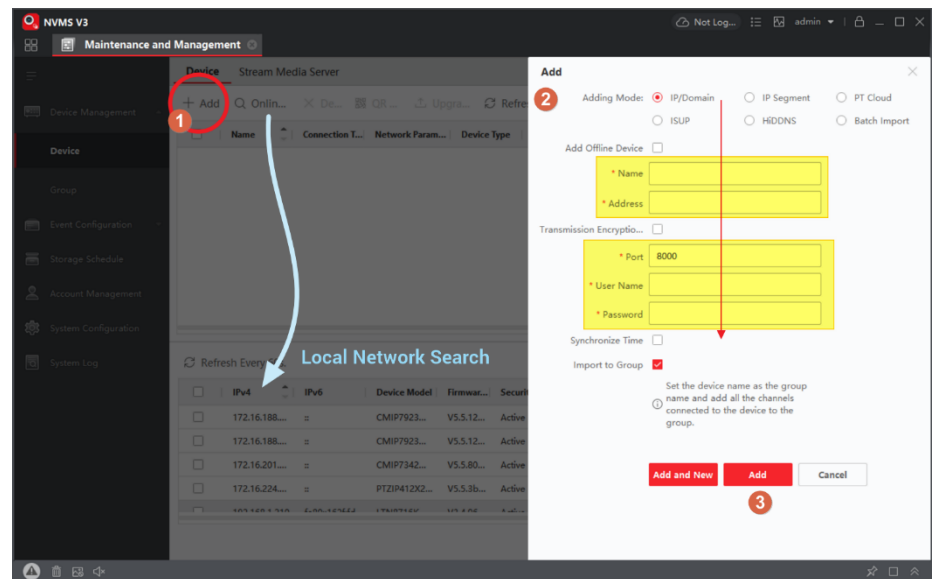 NVMS V3
Not Log...
admin
Maintenance and Management
Device
Stream Media Server
+ Add
Onlin...
De...
QR ...
Upgra...
Refre
1
Name
Connection T...
Network Param...
Device Type
Device Management
Device
Group
Event Configuration
Storage Schedule
Account Management
System Configuration
System Log
Refresh Every 60...
Local Network Search
IPv4
IPv6
Device Model
Firmwar...
Securit
172.16.188.... :: CMIP7923... V5.5.12... Active
172.16.188.... :: CMIP7923... V5.5.12... Active
172.16.201.... :: CMIP7342... V5.5.80... Active
172.16.224.... :: PTZIP412X2... V5.5.3b... Active
Add
2
Adding Mode:
IP/Domain
IP Segment
PT Cloud
ISUP
HiDDNS
Batch Import
Add Offline Device
* Name
* Address
Transmission Encryptio...
* Port 8000
* User Name
* Password
Synchronize Time
Import to Group
Set the device name as the group
name and add all the channels
connected to the device to the
group.
Add and New
Add
Cancel
3